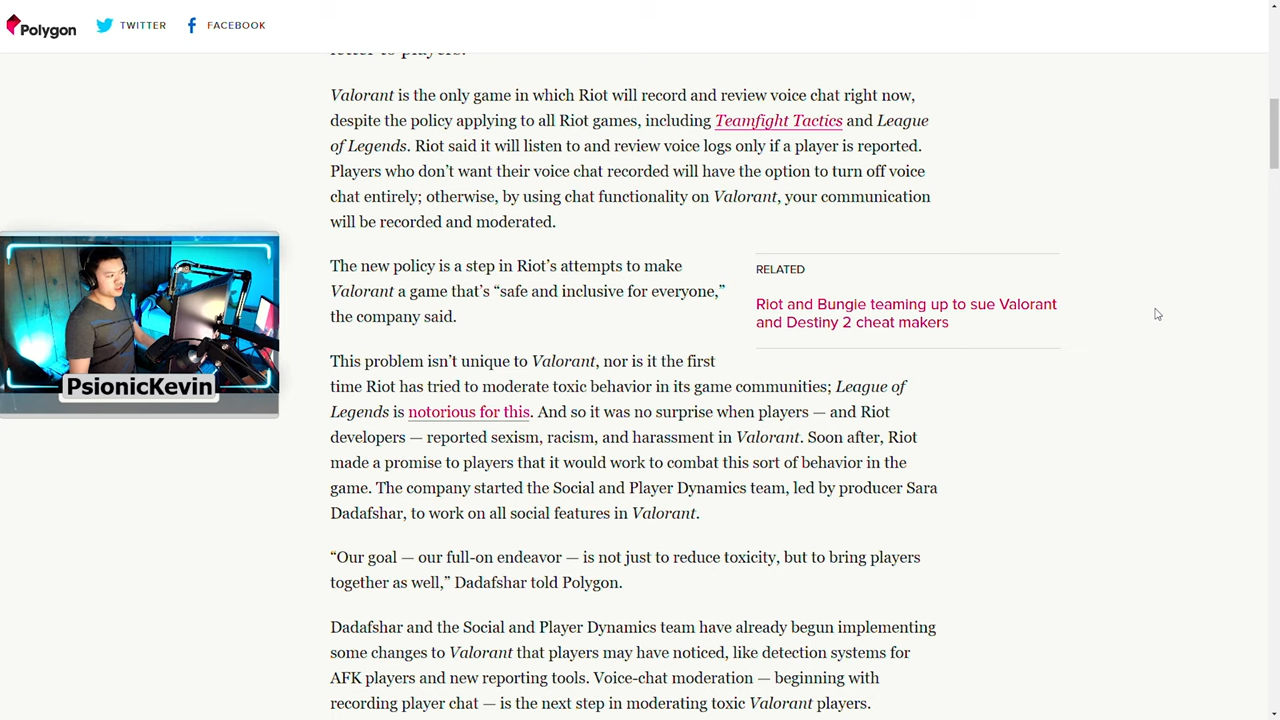 Polygon
TWITTER
FACEBOOK
letter to players.
Valorant is the only game in which Riot will record and review voice chat right now,
despite the policy applying to all Riot games, including Teamfight Tactics and League
of Legends. Riot said it will listen to and review voice logs only if a player is reported.
Players who don’t want their voice chat recorded will have the option to turn off voice
chat entirely; otherwise, by using chat functionality on Valorant, your communication
will be recorded and moderated.
The new policy is a step in Riot’s attempts to make
Valorant a game that’s “safe and inclusive for everyone,”
the company said.
RELATED
Riot and Bungie teaming up to sue Valorant
and Destiny 2 cheat makers
This problem isn’t unique to Valorant, nor is it the first
time Riot has tried to moderate toxic behavior in its game communities; League of
Legends is notorious for this. And so it was no surprise when players — and Riot
developers — reported sexism, racism, and harassment in Valorant. Soon after, Riot
made a promise to players that it would work to combat this sort of behavior in the
game. The company started the Social and Player Dynamics team, led by producer Sara
Dadafshar, to work on all social features in Valorant.
“Our goal — our full-on endeavor — is not just to reduce toxicity, but to bring players
together as well,” Dadafshar told Polygon.
Dadafshar and the Social and Player Dynamics team have already begun implementing
some changes to Valorant that players may have noticed, like detection systems for
AFK players and new reporting tools. Voice-chat moderation — beginning with
recording player chat — is the next step in moderating toxic Valorant players.
PsionicKevin